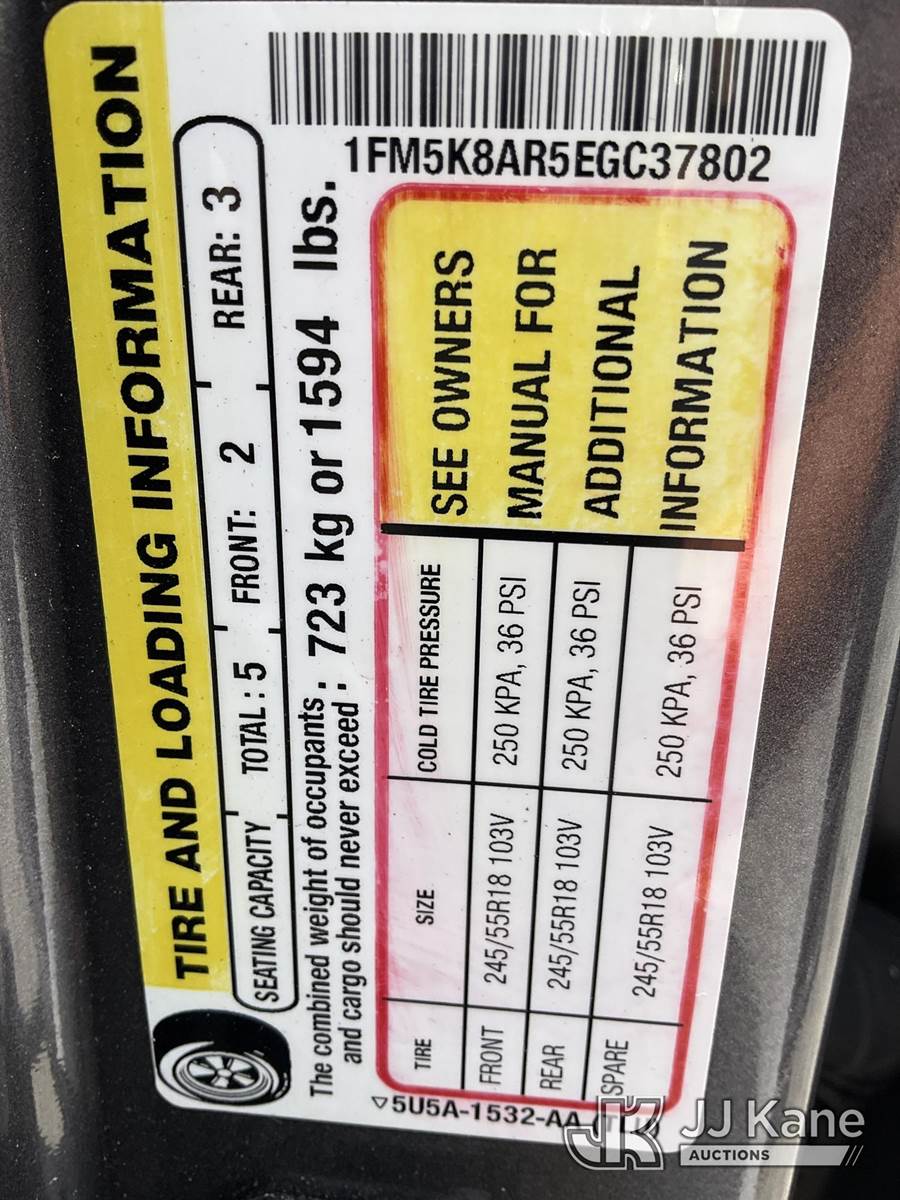 TIRE AND LOADING INFORMATION
SEATING CAPACITY TOTAL : 5 FRONT: 2 REAR: 3
The combined weight of occupants
and cargo should never exceed : 723 kg or 1594 lbs.
TIRE SIZE COLD TIRE PRESSURE
FRONT 245/55R18 103V 250 KPA, 36 PSI
REAR 245/55R18 103V 250 KPA, 36 PSI
SPARE 245/55R18 103V 250 KPA, 36 PSI
SEE OWNERS
MANUAL FOR
ADDITIONAL
INFORMATION
5U5A-1532-AA
1FM5K8AR5EGC37802
JK JJ Kane
AUCTIONS